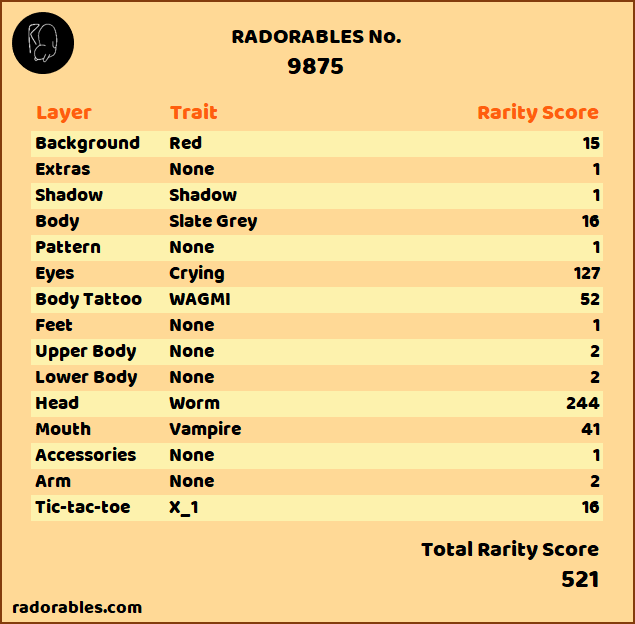 RADORABLES No.
9875
Layer Trait Rarity Score
Background Red 15
Extras None 1
Shadow Shadow 1
Body Slate Grey 16
Pattern None 1
Eyes Crying 127
Body Tattoo WAGMI 52
Feet None 1
Upper Body None 2
Lower Body None 2
Head Worm 244
Mouth Vampire 41
Accessories None 1
Arm None 2
Tic-tac-toe X_1 16
Total Rarity Score
521
radorables.com